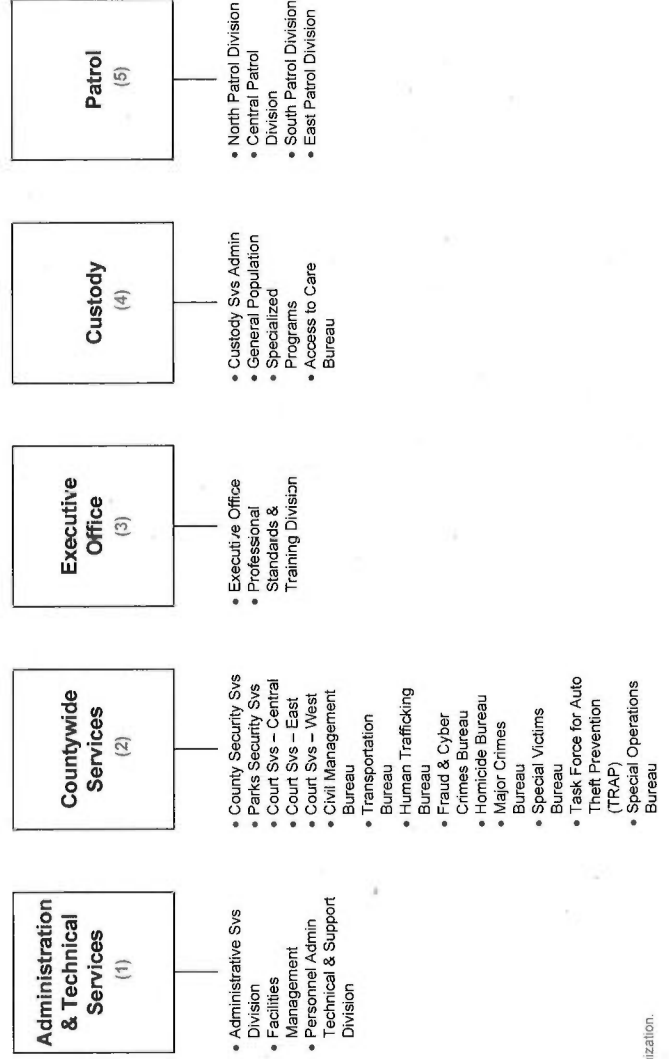 Administration
& Technical
Services
(1)
• Administrative Svs
Division
• Facilities
Management
• Personnel Admin
Technical & Support
Division
Countywide
Services
(2)
• County Security Svs
• Parks Security Svs
• Court Svs – Central
• Court Svs – East
• Court Svs – West
• Civil Management
Bureau
• Transportation
Bureau
• Human Trafficking
Bureau
• Fraud & Cyber
Crimes Bureau
• Homicide Bureau
• Major Crimes
Bureau
• Special Victims
Bureau
• Task Force for Auto
Theft Prevention
(TRAP)
• Special Operations
Bureau
Executive
Office
(3)
• Executive Office
• Professional
Standards &
Training Division
Custody
(4)
• Custody Svs Admin
• General Population
• Specialized
Programs
• Access to Care
Bureau
Patrol
(5)
• North Patrol Division
• Central Patrol
Division
• South Patrol Division
• East Patrol Division